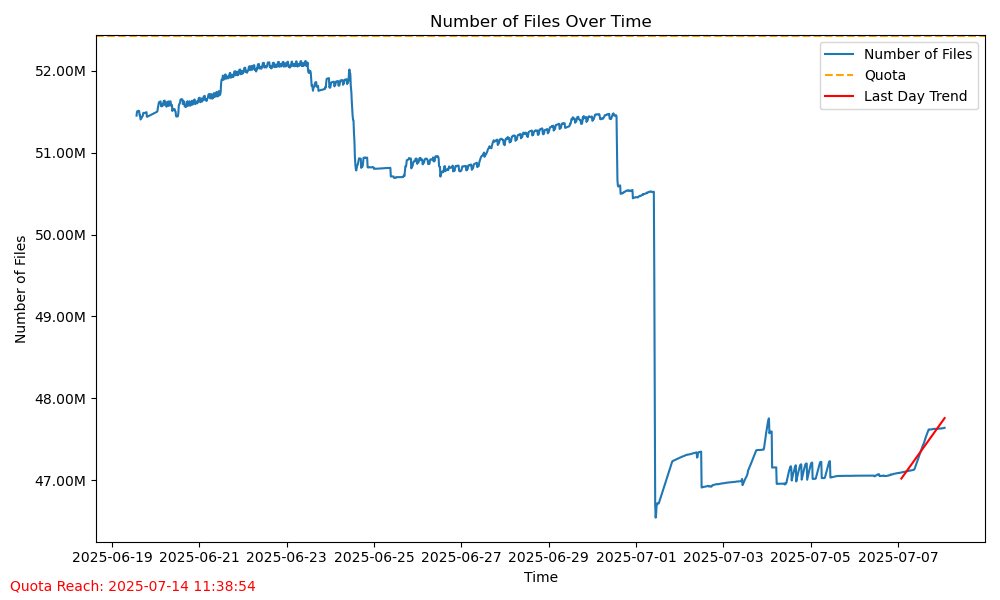 Number of Files Over Time
Number of Files
Quota
Last Day Trend
52.00M
51.00M
50.00M
49.00M
48.00M
47.00M
Number of Files
2025-06-19 2025-06-21 2025-06-23 2025-06-25 2025-06-27 2025-06-29 2025-07-01 2025-07-03 2025-07-05 2025-07-07
Time
Quota Reach: 2025-07-14 11:38:54